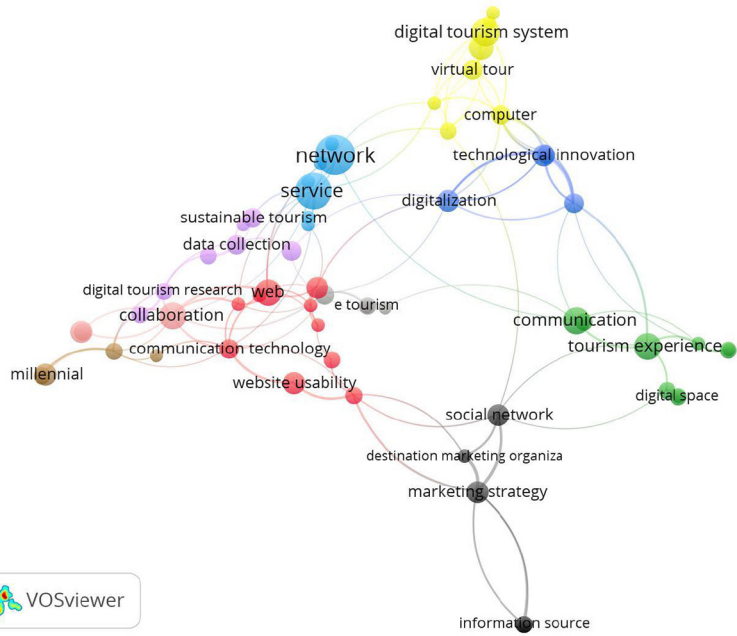 digital tourism system
virtual tour
computer
network
technological innovation
service
digitalization
sustainable tourism
data collection
digital tourism research
web
e tourism
collaboration
communication
communication technology
tourism experience
millennial
website usability
digital space
social network
destination marketing organiza
marketing strategy
VOSviewer
information source